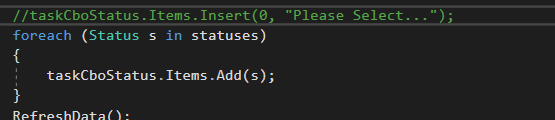 //taskCboStatus.Items.Insert(0, "Please Select...");
foreach (Status s in statuses)
{
taskCboStatus.Items.Add(s);
}
RefreshData();